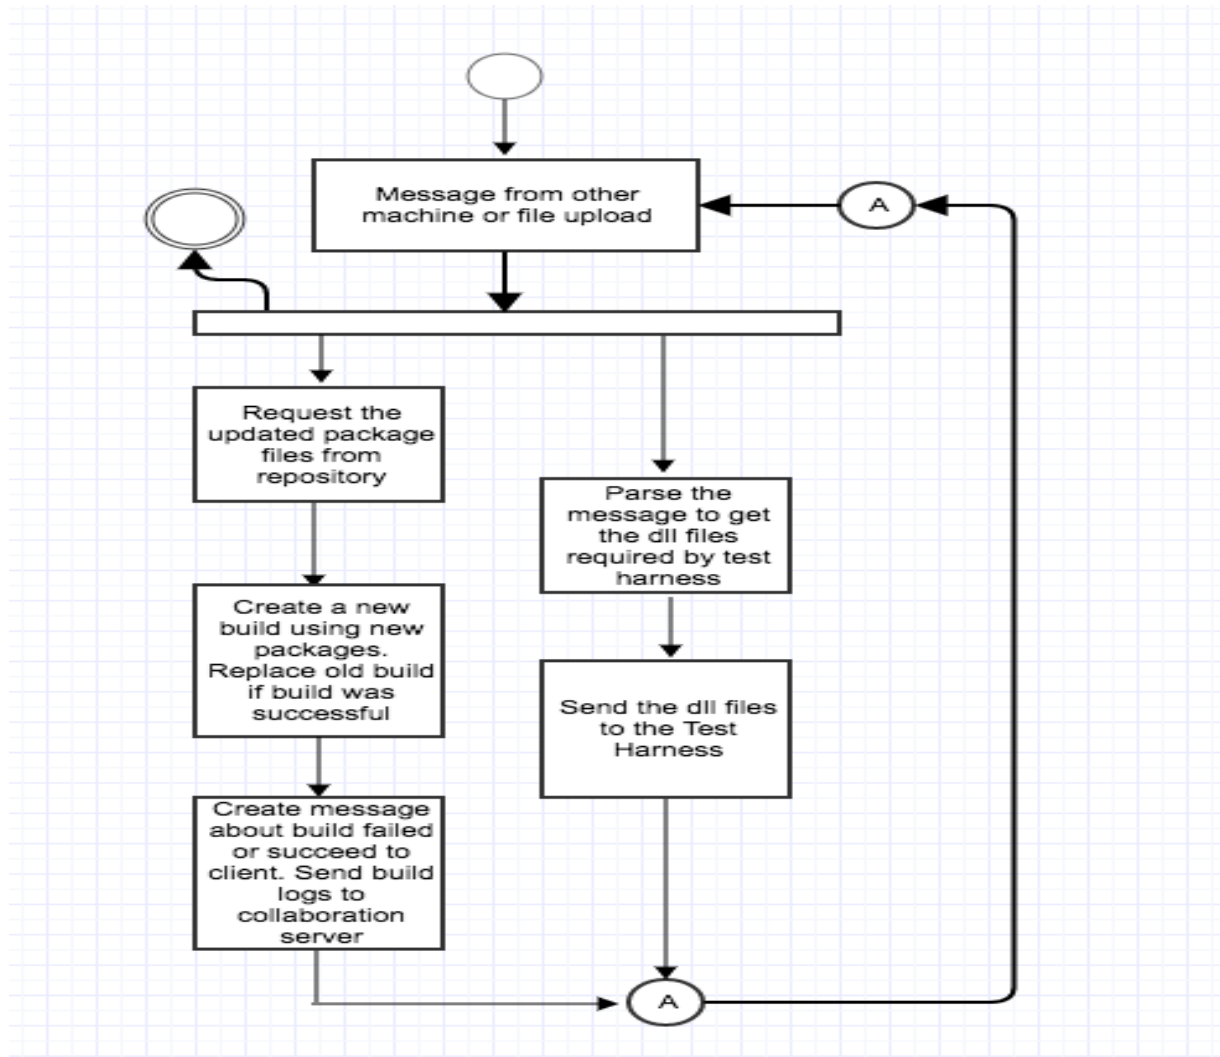 Message from other
machine or file upload
A
Request the
updated package
files from
repository
Parse the
message to get
the dll files
required by test
harness
Create a new
build using new
packages.
Replace old build
if build was
successful
Send the dll files
to the Test
Harness
Create message
about build failed
or succeed to
client. Send build
logs to
collaboration
server
A